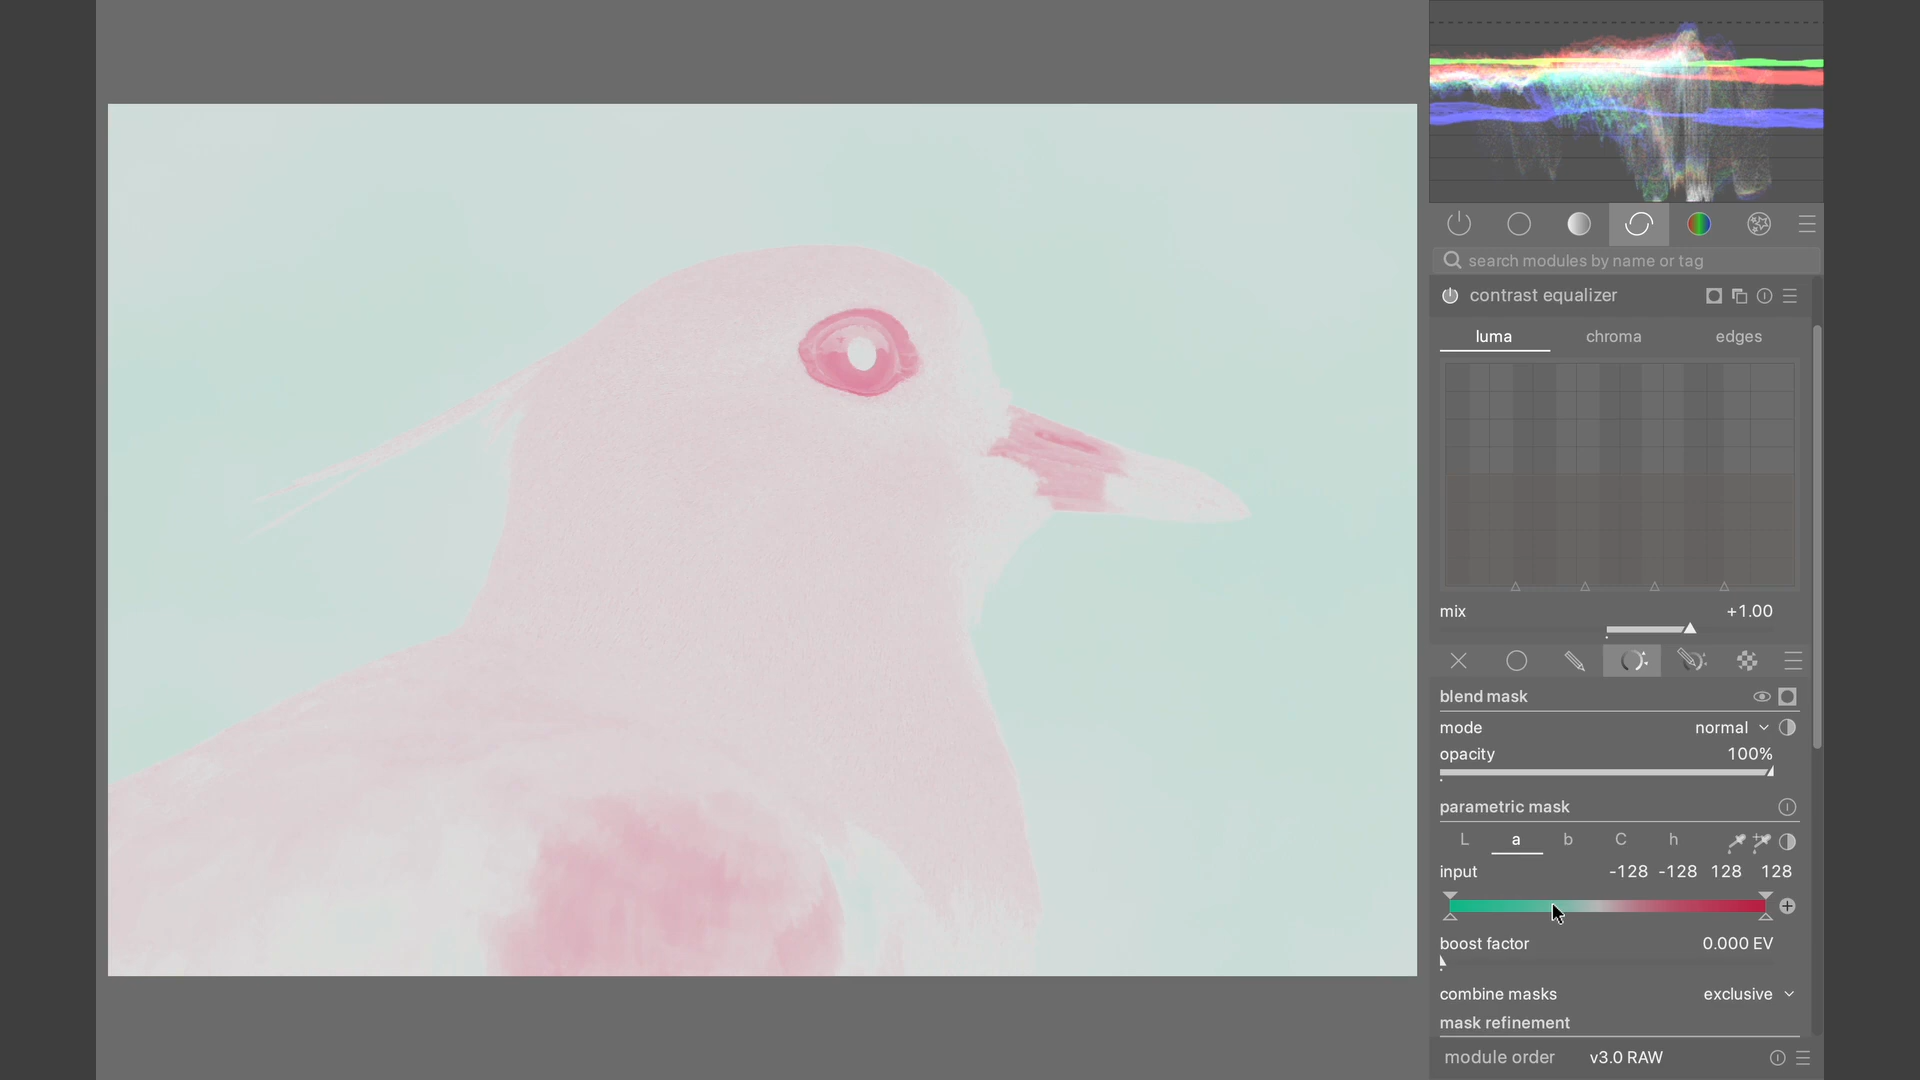 search modules by name or tag
contrast equalizer
luma chroma edges
mix +1.00
blend mask
mode normal
opacity 100%
parametric mask
L a b C h
input -128 -128 128 128
boost factor 0.000 EV
combine masks exclusive
mask refinement
module order v3.0 RAW